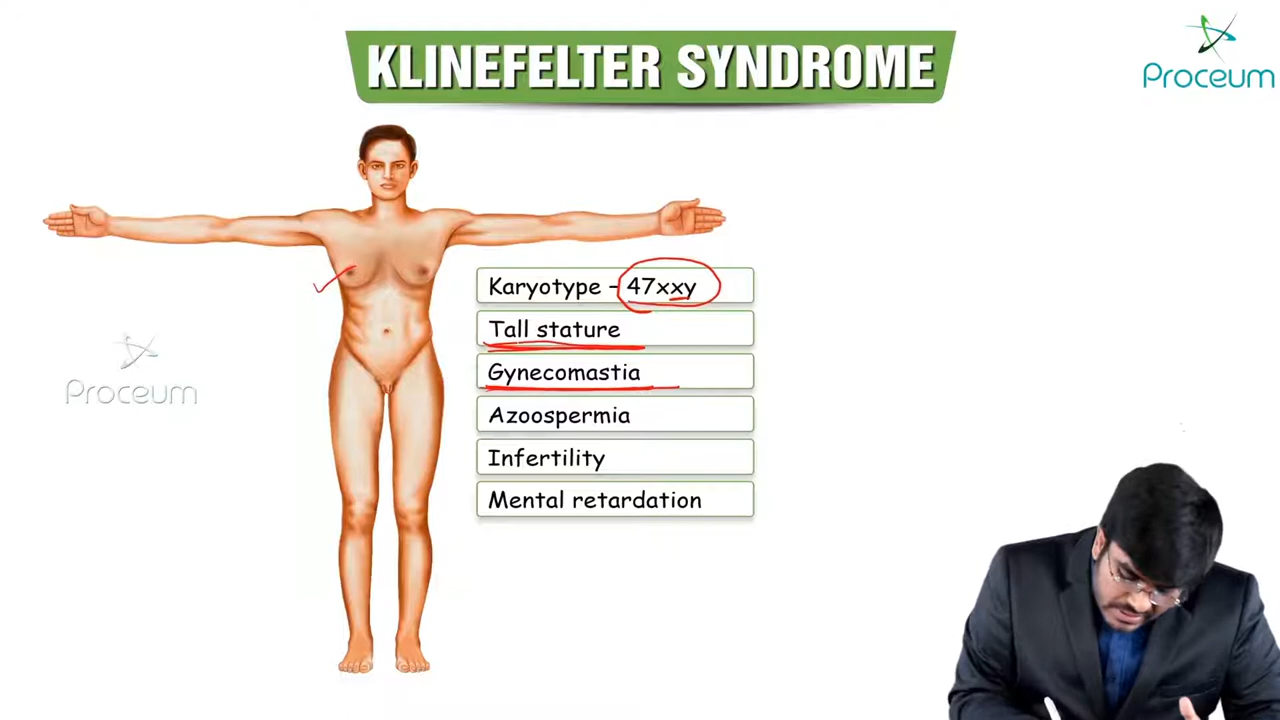 KLINEFELTER SYNDROME
Proceum
Karyotype - 47xxy
Tall stature
Gynecomastia
Proceum
Azoospermia
Infertility
Mental retardation